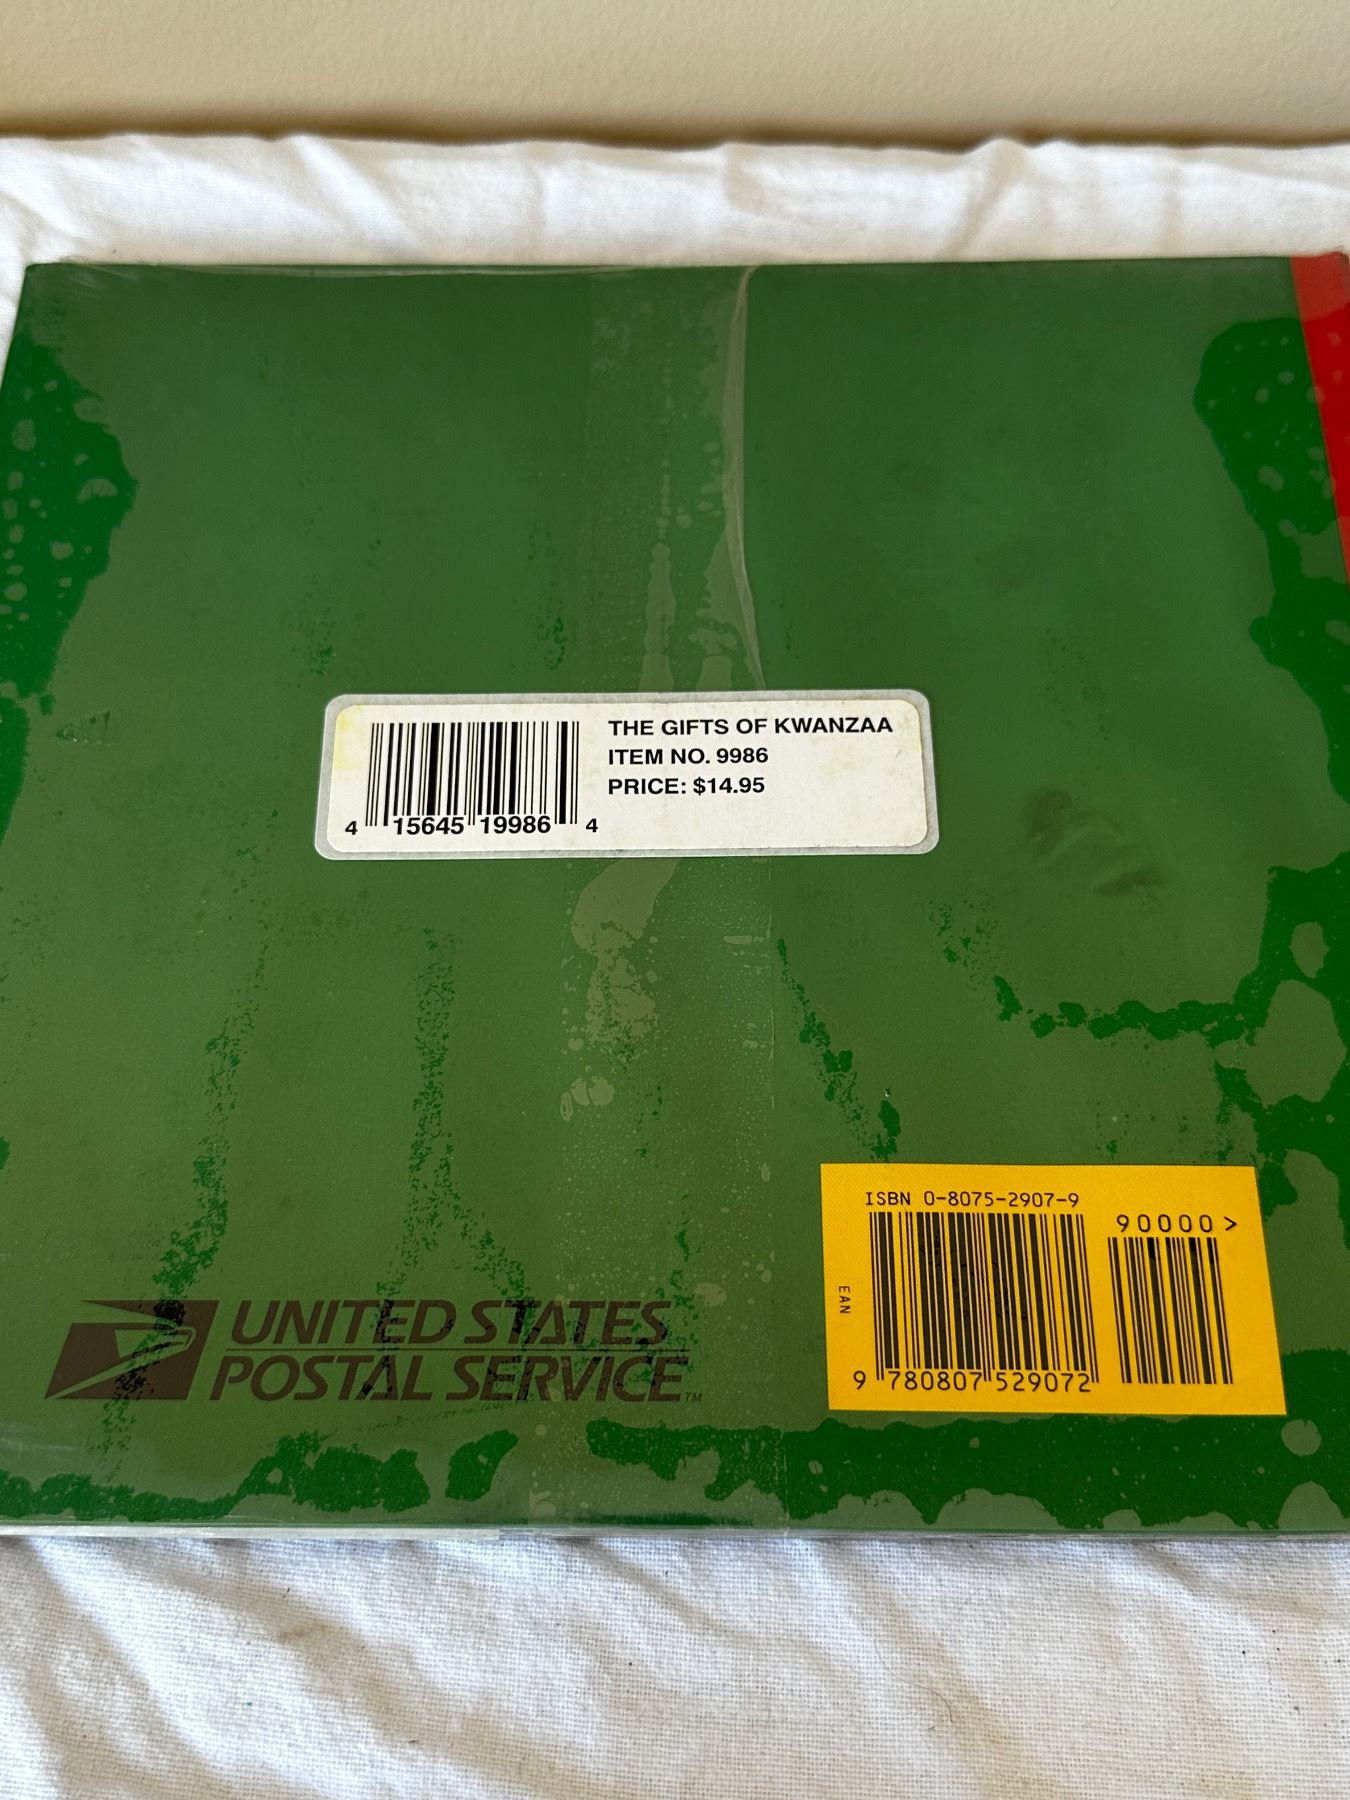 4 15645 19986 4
THE GIFTS OF KWANZAA
ITEM NO. 9986
PRICE: $14.95
UNITED STATES
POSTAL SERVICE™
ISBN 0-8075-2907-9
90000>
EAN
9 780807 529072